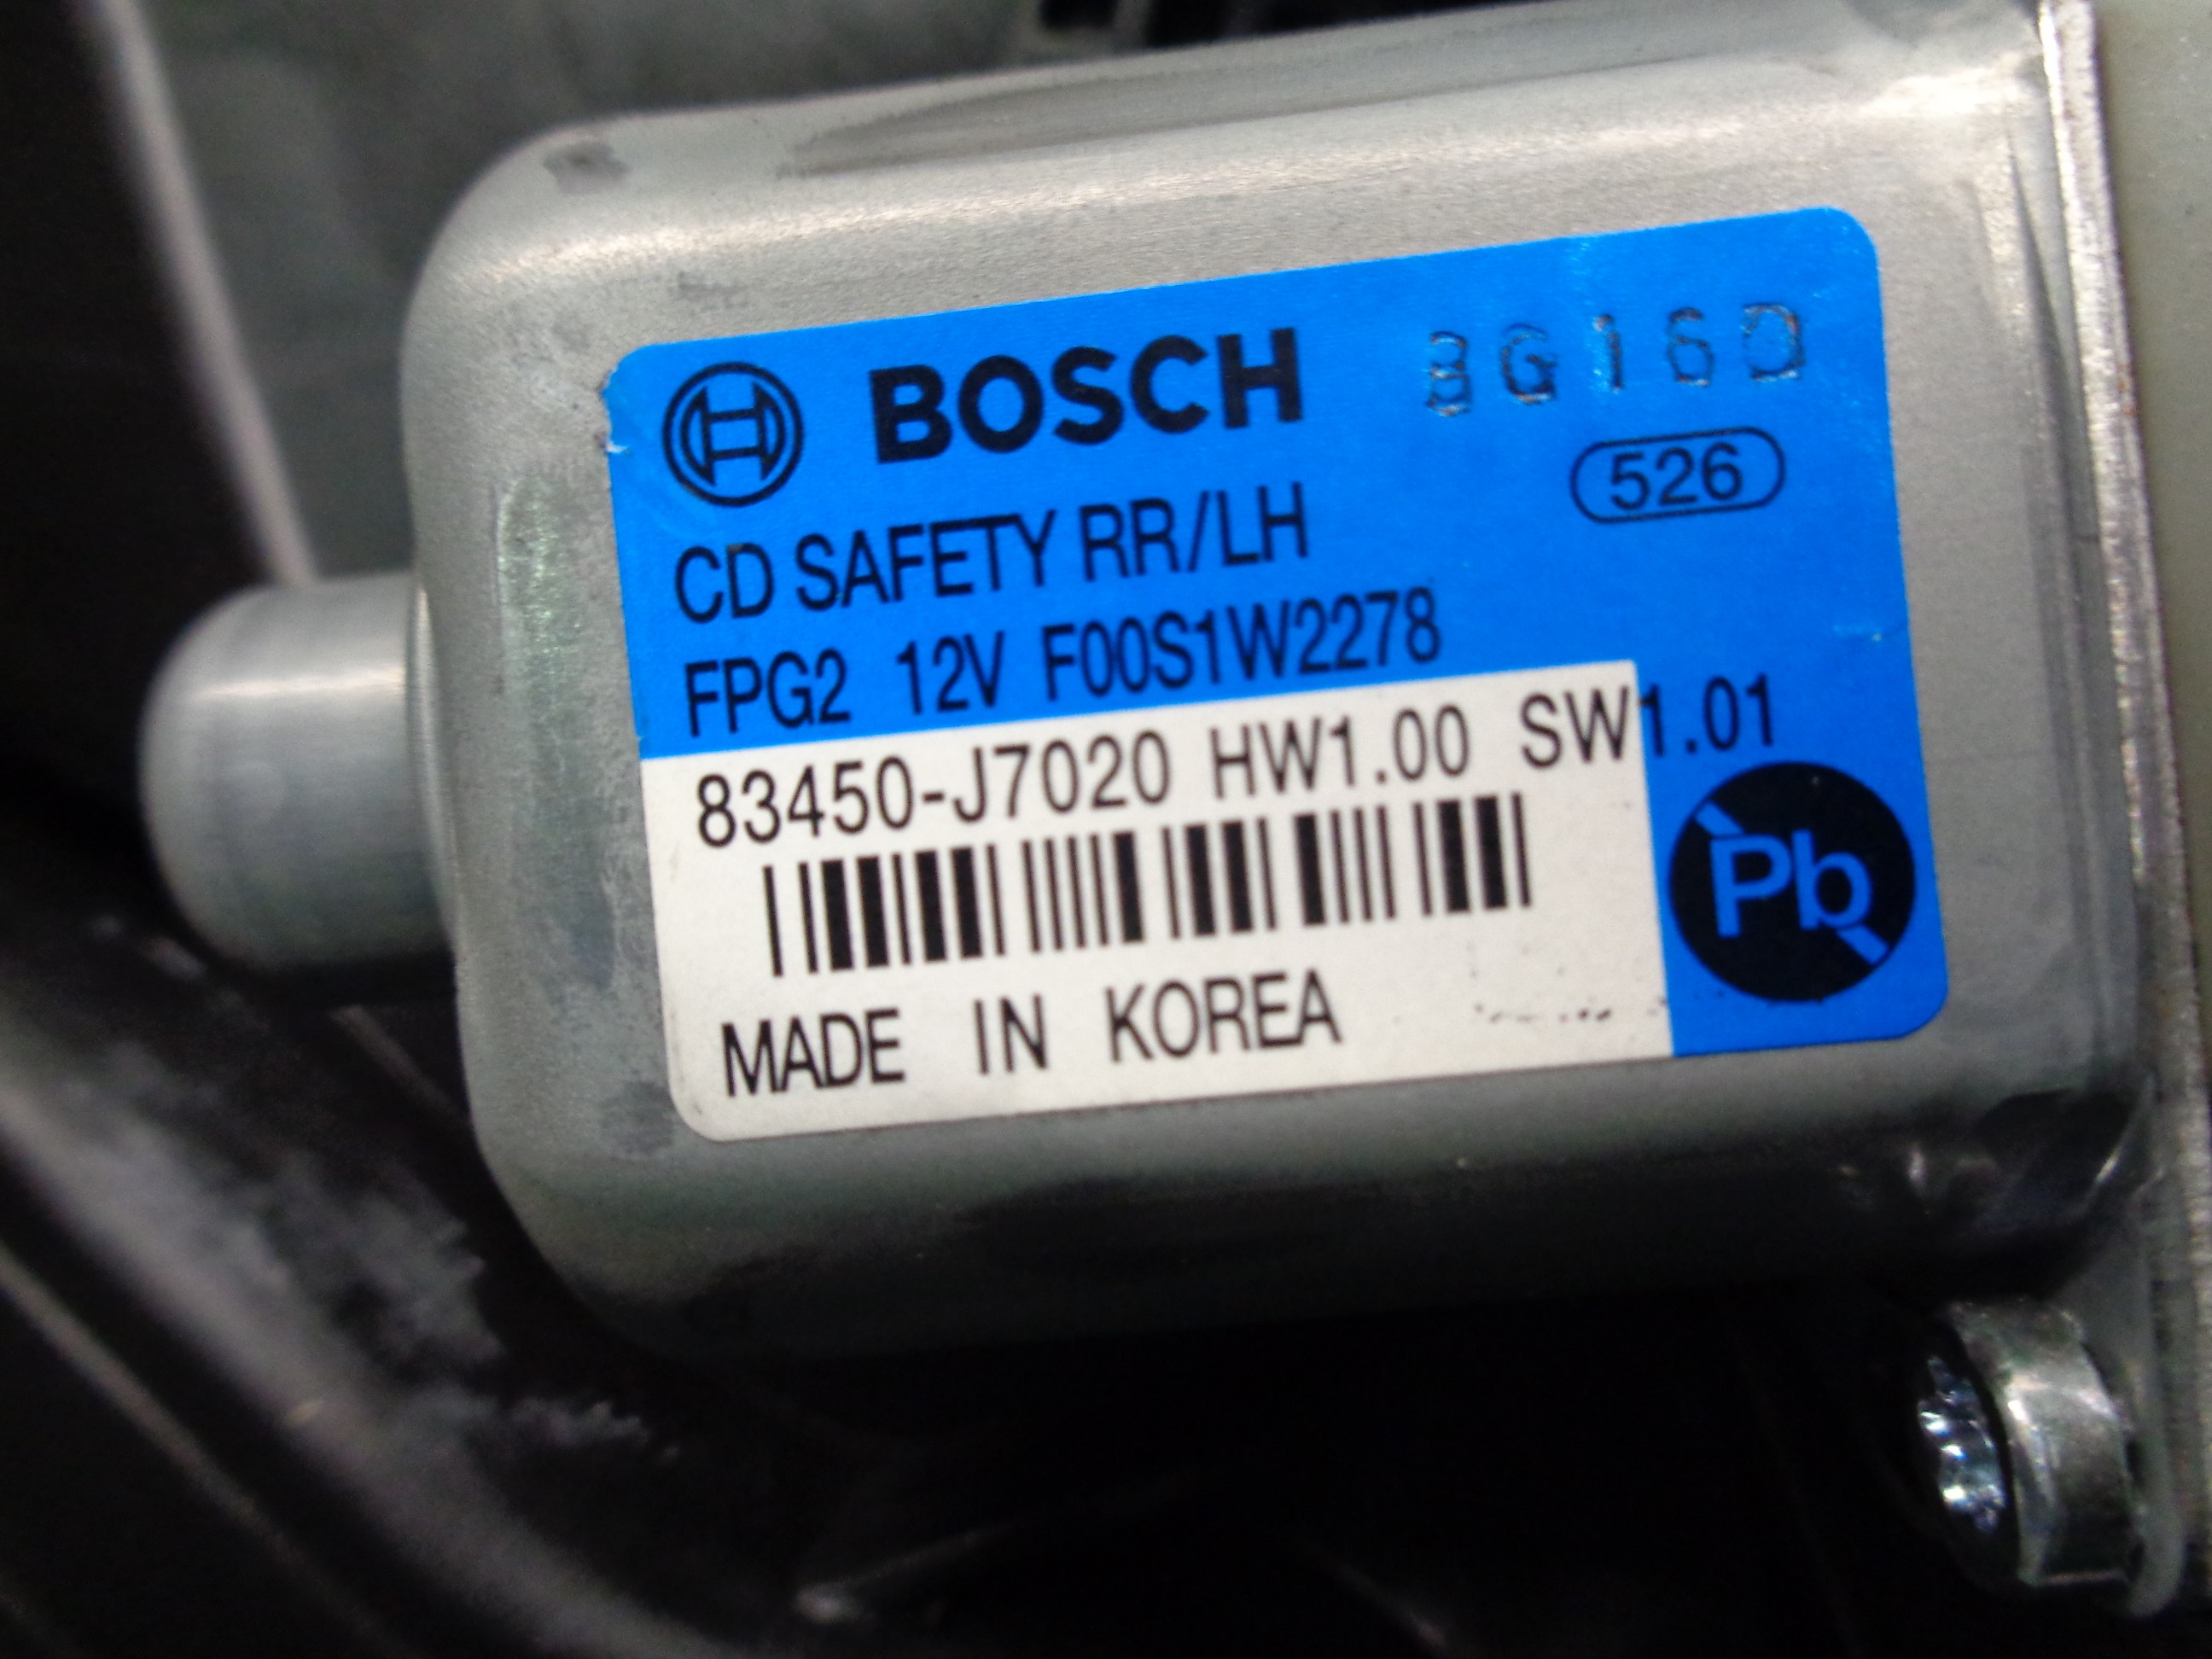 BOSCH 3G16D
526
CD SAFETY RR/LH
FPG2 12V F00S1W2278
83450-J7020 HW1.00 SW1.01
Pb
MADE IN KOREA